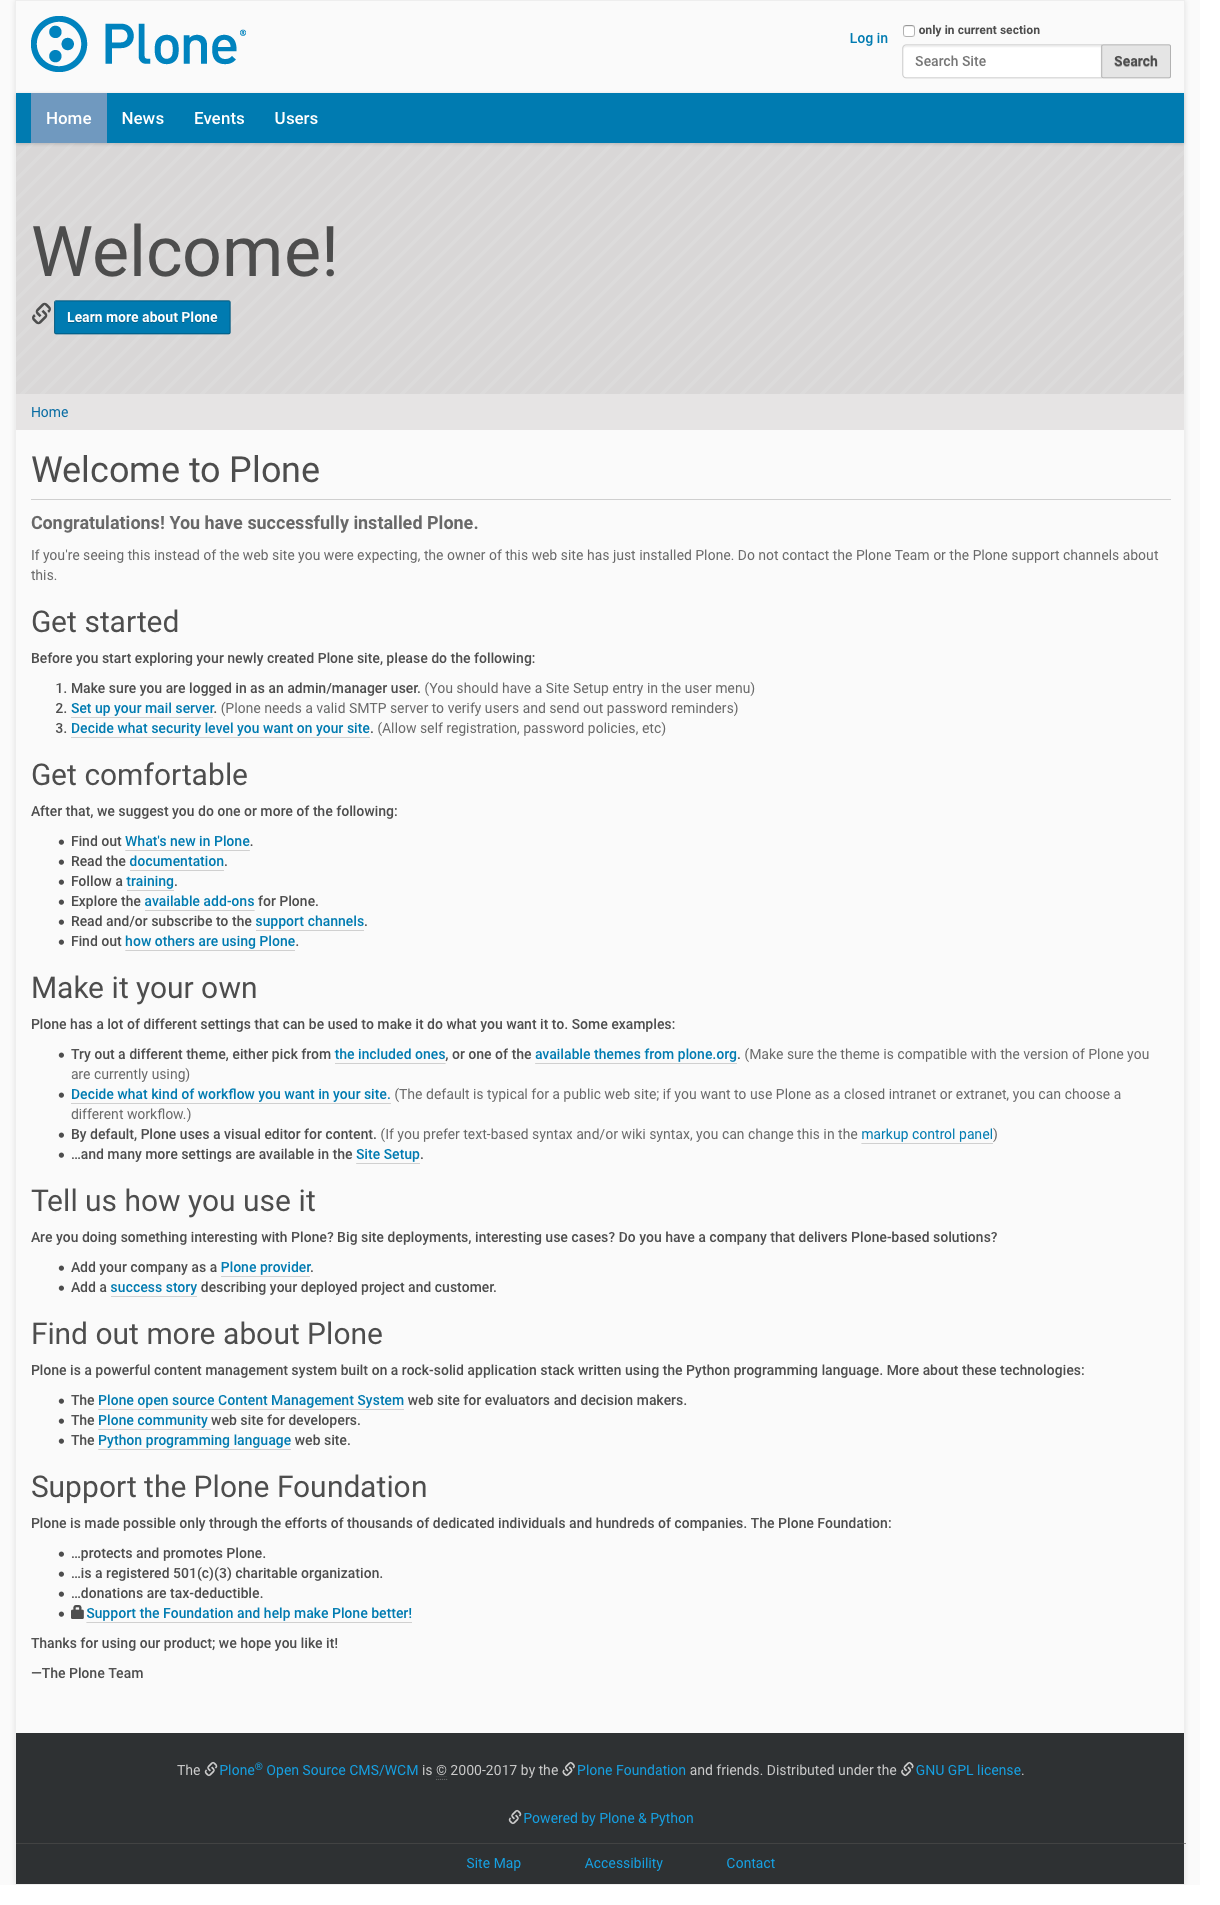 Plone®
Log in
only in current section
Search Site
Search
Home
News
Events
Users
Welcome!
Learn more about Plone
Home
Welcome to Plone
Congratulations! You have successfully installed Plone.
If you're seeing this instead of the web site you were expecting, the owner of this web site has just installed Plone. Do not contact the Plone Team or the Plone support channels about
this.
Get started
Before you start exploring your newly created Plone site, please do the following:
1. Make sure you are logged in as an admin/manager user. (You should have a Site Setup entry in the user menu)
2. Set up your mail server. (Plone needs a valid SMTP server to verify users and send out password reminders)
3. Decide what security level you want on your site. (Allow self registration, password policies, etc)
Get comfortable
After that, we suggest you do one or more of the following:
• Find out What's new in Plone.
• Read the documentation.
• Follow a training.
• Explore the available add-ons for Plone.
• Read and/or subscribe to the support channels.
• Find out how others are using Plone.
Make it your own
Plone has a lot of different settings that can be used to make it do what you want it to. Some examples:
• Try out a different theme, either pick from the included ones, or one of the available themes from plone.org. (Make sure the theme is compatible with the version of Plone you
are currently using)
• Decide what kind of workflow you want in your site. (The default is typical for a public web site; if you want to use Plone as a closed intranet or extranet, you can choose a
different workflow.)
• By default, Plone uses a visual editor for content. (If you prefer text-based syntax and/or wiki syntax, you can change this in the markup control panel)
• …and many more settings are available in the Site Setup.
Tell us how you use it
Are you doing something interesting with Plone? Big site deployments, interesting use cases? Do you have a company that delivers Plone-based solutions?
• Add your company as a Plone provider.
• Add a success story describing your deployed project and customer.
Find out more about Plone
Plone is a powerful content management system built on a rock-solid application stack written using the Python programming language. More about these technologies:
• The Plone open source Content Management System web site for evaluators and decision makers.
• The Plone community web site for developers.
• The Python programming language web site.
Support the Plone Foundation
Plone is made possible only through the efforts of thousands of dedicated individuals and hundreds of companies. The Plone Foundation:
• …protects and promotes Plone.
• …is a registered 501(c)(3) charitable organization.
• …donations are tax-deductible.
• Support the Foundation and help make Plone better!
Thanks for using our product; we hope you like it!
—The Plone Team
The Plone® Open Source CMS/WCM is © 2000-2017 by the Plone Foundation and friends. Distributed under the GNU GPL license.
Powered by Plone & Python
Site Map
Accessibility
Contact